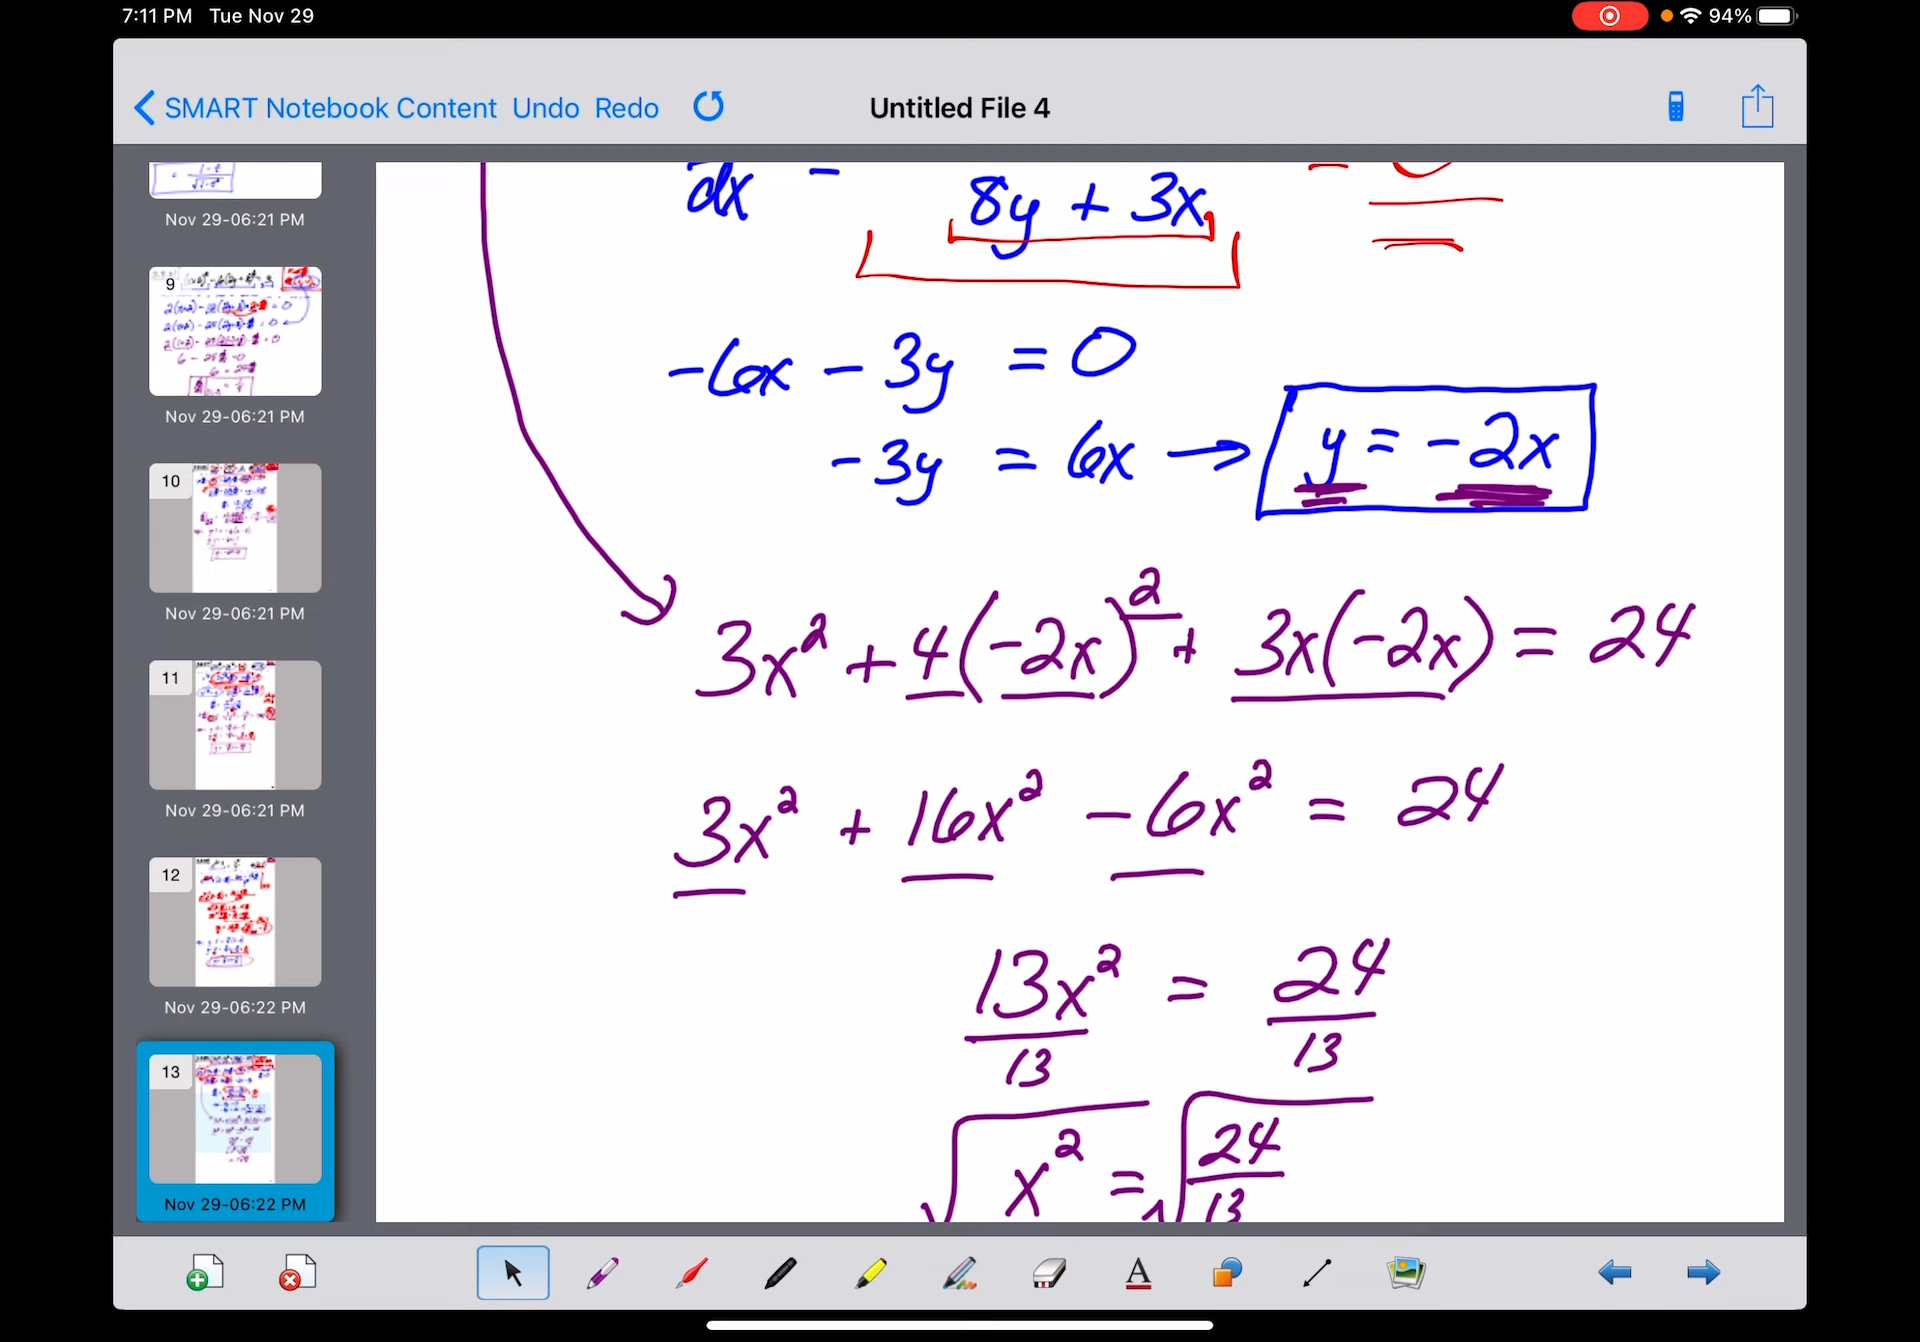 7:11 PM Tue Nov 29
94%
SMART Notebook Content Undo Redo
Untitled File 4
Nov 29-06:21 PM
9
Nov 29-06:21 PM
10
Nov 29-06:21 PM
11
Nov 29-06:21 PM
12
Nov 29-06:22 PM
13
Nov 29-06:22 PM
dx = 8y + 3x
-6x - 3y = 0
-3y = 6x → y = -2x
3x² + 4(-2x)² + 3x(-2x) = 24
3x² + 16x² - 6x² = 24
13x²/13 = 24/13
√x² = √24/13
A